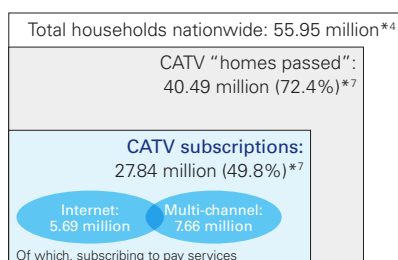 Total households nationwide: 55.95 million*4
CATV “homes passed”:
40.49 million (72.4%)*7
CATV subscriptions:
27.84 million (49.8%)*7
Internet:
5.69 million
Multi-channel:
7.66 million
Of which, subscribing to pay services